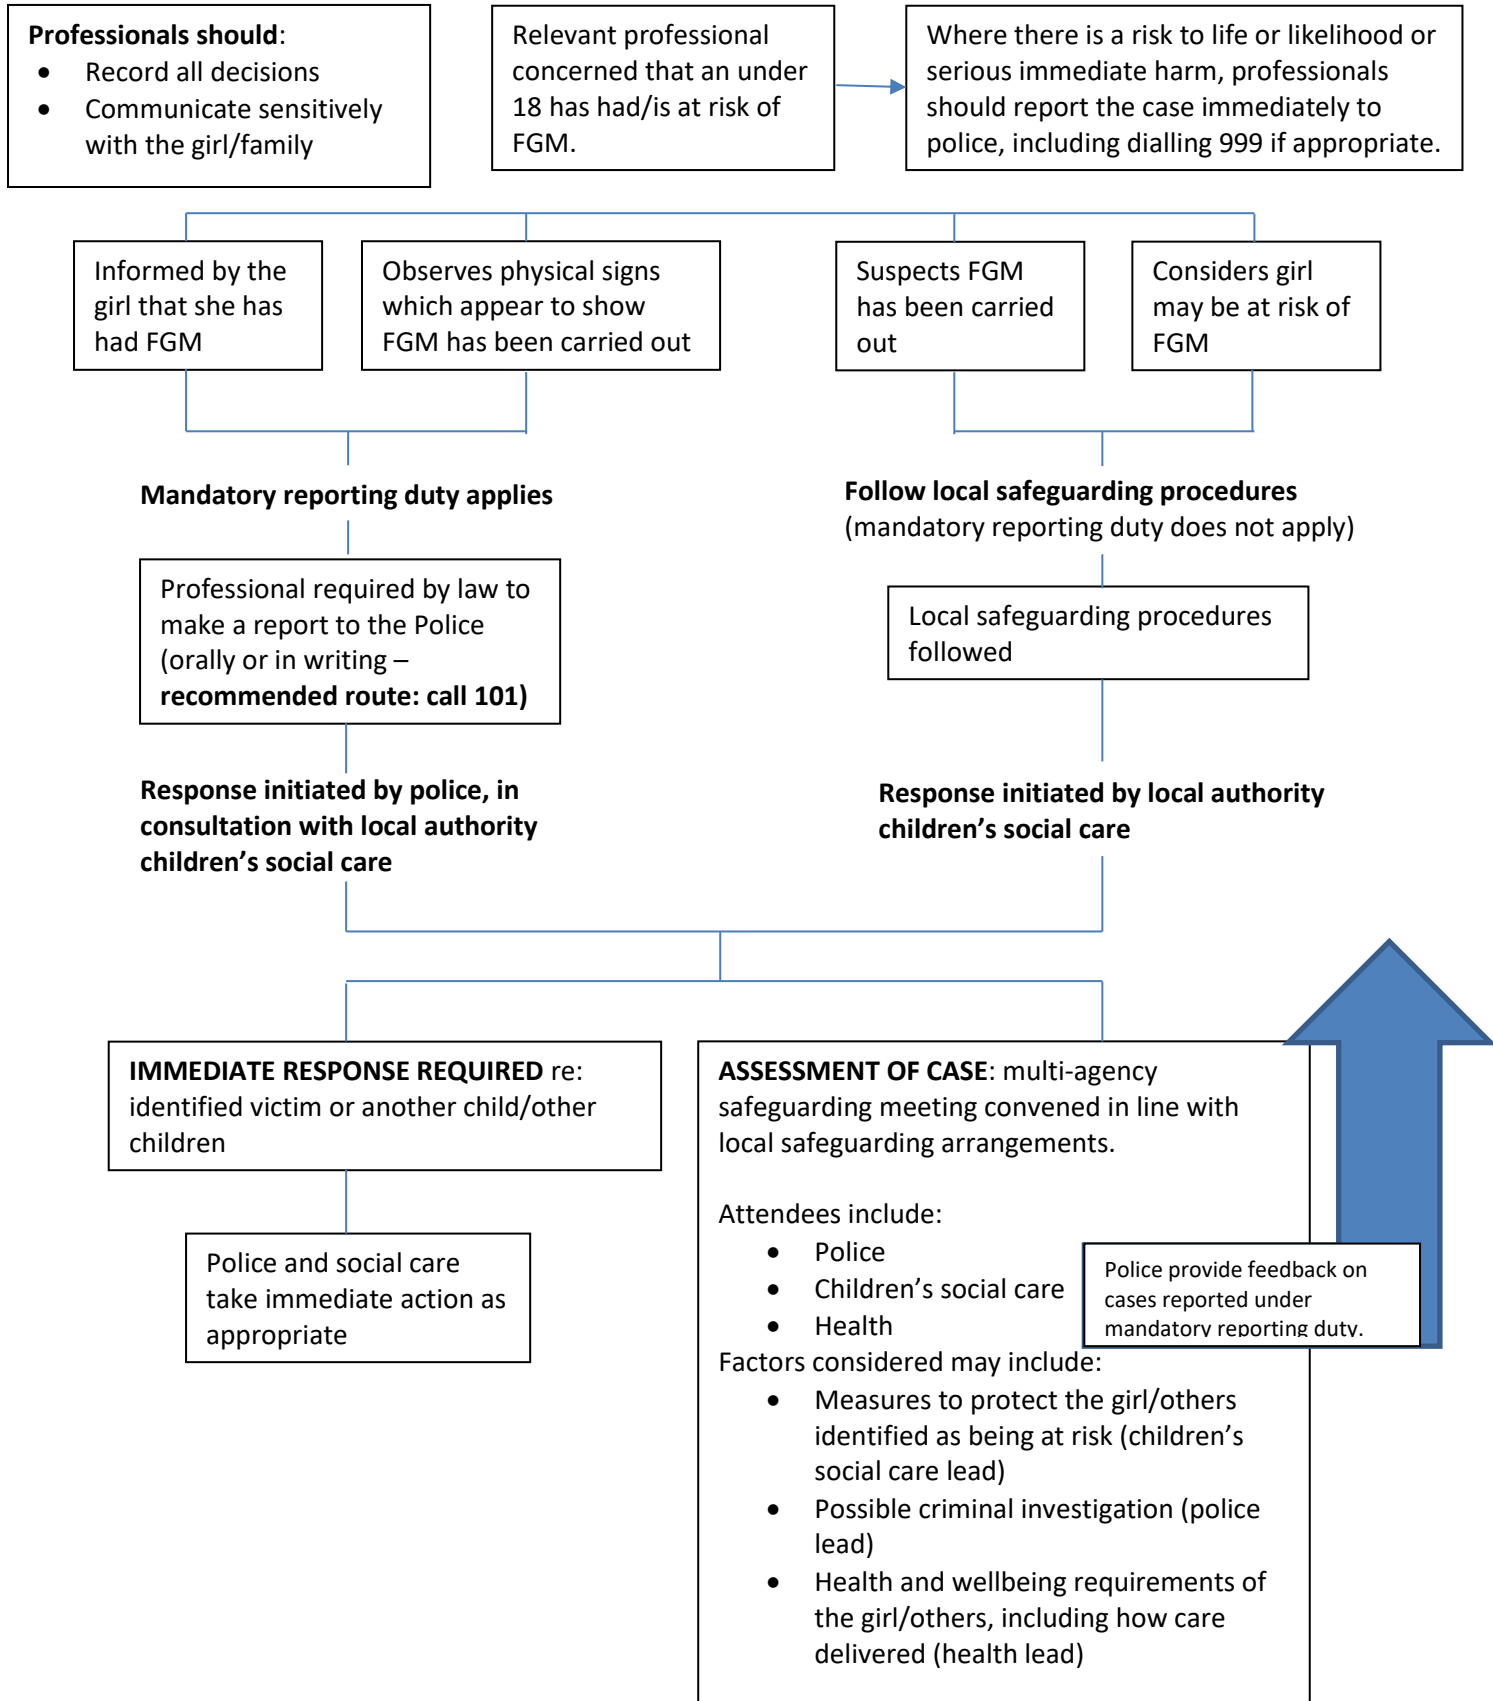 Professionals should:
• Record all decisions
• Communicate sensitively
with the girl/family
Relevant professional
concerned that an under
18 has had/is at risk of
FGM.
Where there is a risk to life or likelihood or
serious immediate harm, professionals
should report the case immediately to
police, including dialling 999 if appropriate.
Informed by the
girl that she has
had FGM
Observes physical signs
which appear to show
FGM has been carried out
Suspects FGM
has been carried
out
Considers girl
may be at risk of
FGM
Mandatory reporting duty applies
Follow local safeguarding procedures
(mandatory reporting duty does not apply)
Professional required by law to
make a report to the Police
(orally or in writing –
recommended route: call 101)
Local safeguarding procedures
followed
Response initiated by police, in
consultation with local authority
children’s social care
Response initiated by local authority
children’s social care
IMMEDIATE RESPONSE REQUIRED re:
identified victim or another child/other
children
Police and social care
take immediate action as
appropriate
ASSESSMENT OF CASE: multi-agency
safeguarding meeting convened in line with
local safeguarding arrangements.
Attendees include:
• Police
• Children’s social care
• Health
Factors considered may include:
• Measures to protect the girl/others
identified as being at risk (children’s
social care lead)
• Possible criminal investigation (police
lead)
• Health and wellbeing requirements of
the girl/others, including how care
delivered (health lead)
Police provide feedback on
cases reported under
mandatory reporting duty.